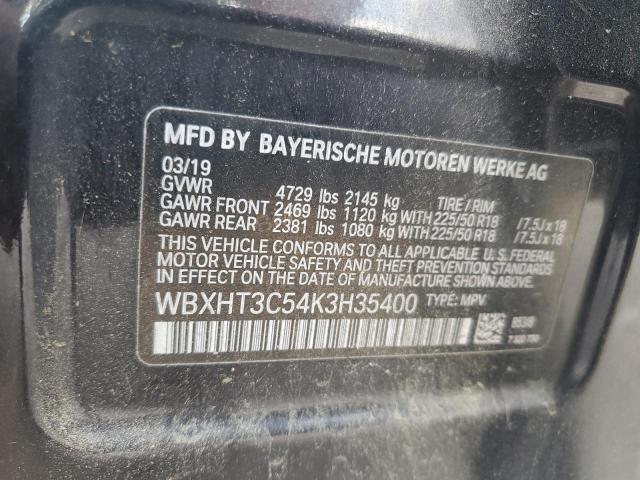 MFD BY BAYERISCHE MOTOREN WERKE AG
03/19
GVWR 4729 lbs 2145 kg TIRE / RIM
GAWR FRONT 2469 lbs 1120 kg WITH 225/50 R18 /7.5J x 18
GAWR REAR 2381 lbs 1080 kg WITH 225/50 R18 /7.5J x 18
THIS VEHICLE CONFORMS TO ALL APPLICABLE U.S. FEDERAL
MOTOR VEHICLE SAFETY, THEFT PREVENTION AND BUMPER
STANDARDS IN EFFECT ON THE DATE OF MANUFACTURE SHOWN ABOVE.
WBXHT3C54K3H35400 TYPE: MPV